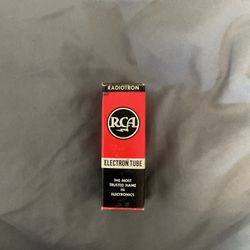 RADIOTRON
RCA
ELECTRON TUBE
THE MOST
TRUSTED NAME
IN
ELECTRONICS